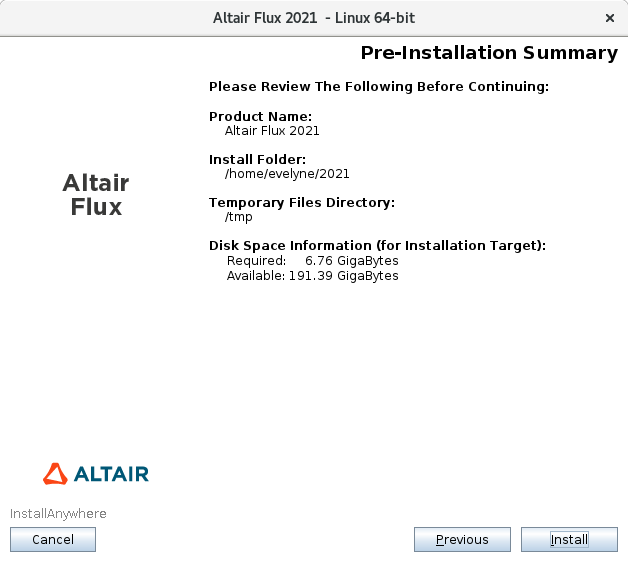 Altair Flux 2021 - Linux 64-bit
×
Pre-Installation Summary
Please Review The Following Before Continuing:
Product Name:
Altair Flux 2021
Install Folder:
/home/evelyne/2021
Temporary Files Directory:
/tmp
Disk Space Information (for Installation Target):
Required: 6.76 GigaBytes
Available: 191.39 GigaBytes
Altair
Flux
ALTAIR
InstallAnywhere
Cancel
Previous
Install